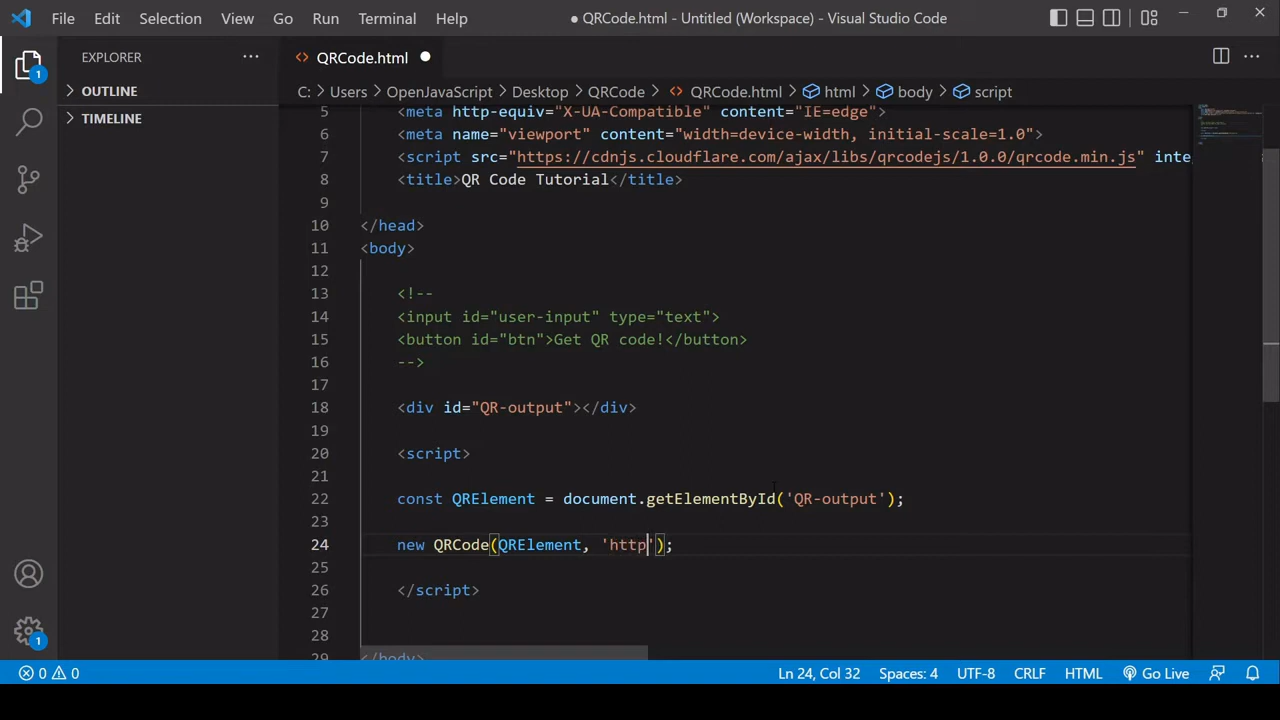 File Edit Selection View Go Run Terminal Help
● QRCode.html - Untitled (Workspace) - Visual Studio Code
EXPLORER
QRCode.html
1
OUTLINE
TIMELINE
C: > Users > OpenJavaScript > Desktop > QRCode > QRCode.html > html > body > script
5 <meta http-equiv="X-UA-Compatible" content="IE=edge">
6 <meta name="viewport" content="width=device-width, initial-scale=1.0">
7 <script src="https://cdnjs.cloudflare.com/ajax/libs/qrcodejs/1.0.0/qrcode.min.js" inte
8 <title>QR Code Tutorial</title>
9
10 </head>
11 <body>
12
13 <!--
14 <input id="user-input" type="text">
15 <button id="btn">Get QR code!</button>
16 -->
17
18 <div id="QR-output"></div>
19
20 <script>
21
22 const QRElement = document.getElementById('QR-output');
23
24 new QRCode(QRElement, 'http');
25
26 </script>
27
28
29 </body>
1
0 0 Ln 24, Col 32 Spaces: 4 UTF-8 CRLF HTML Go Live